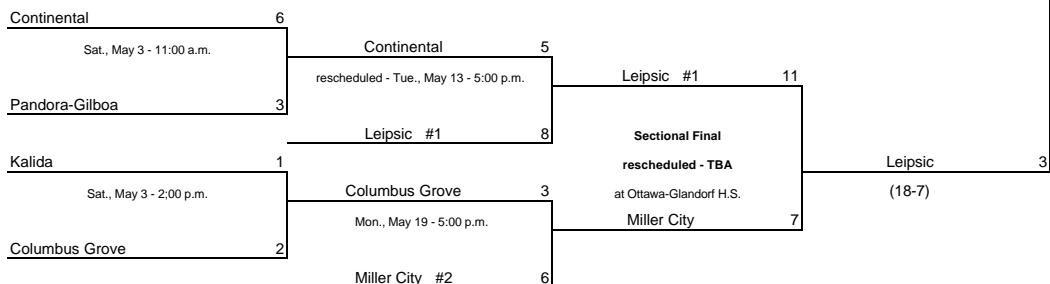 Continental 6
Sat., May 3 - 11:00 a.m.
Continental 5
rescheduled - Tue., May 13 - 5:00 p.m.
Leipsic #1 11
Pandora-Gilboa 3
Leipsic #1 8
Sectional Final
Kalida 1
rescheduled - TBA
Leipsic 3
Sat., May 3 - 2;00 p.m.
Columbus Grove 3
at Ottawa-Glandorf H.S.
(18-7)
Mon., May 19 - 5:00 p.m.
Miller City 7
Columbus Grove 2
Miller City #2 6